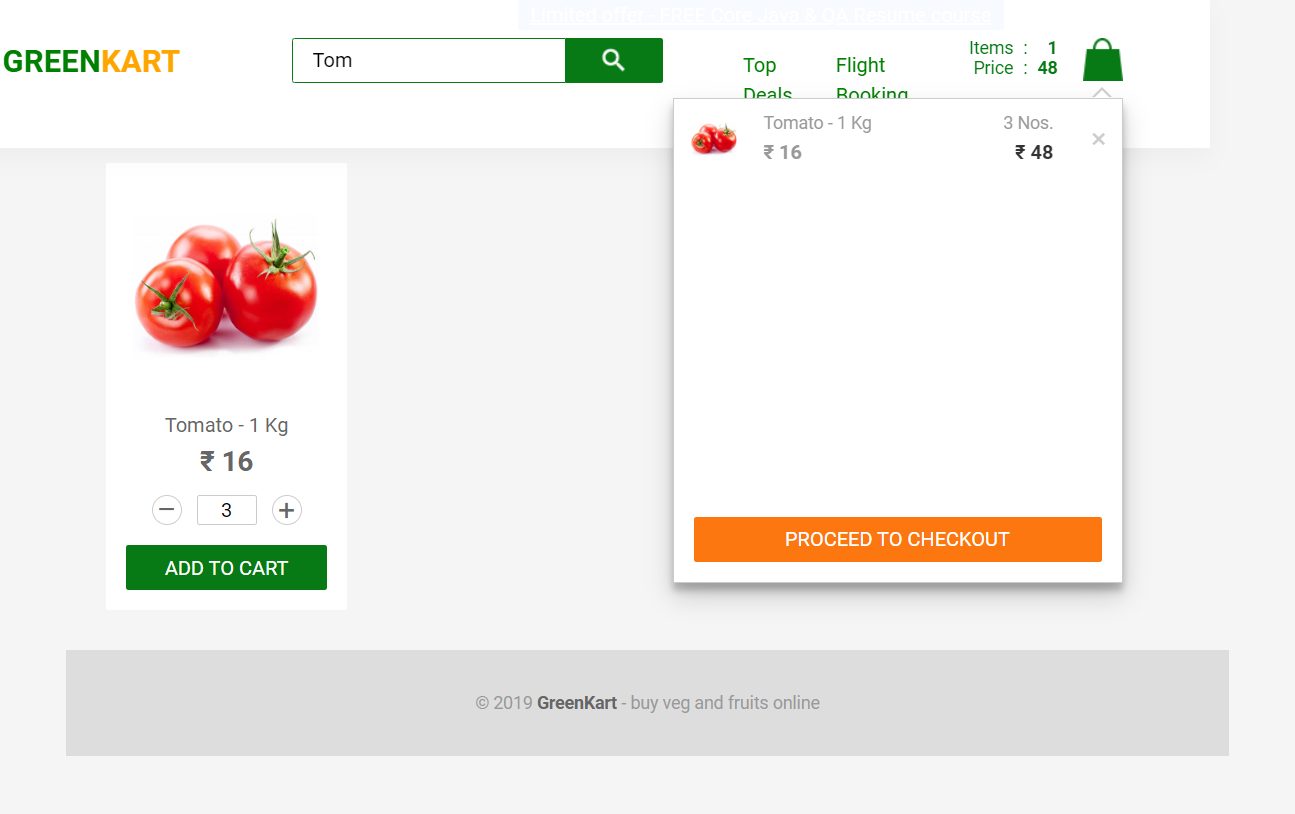 Limited offer - FREE Core Java & QA Resume course
GREENKART
Tom
Top
Deals
Flight
Booking
Items : 1
Price : 48
Tomato - 1 Kg
3 Nos.
₹ 16
₹ 48
×
PROCEED TO CHECKOUT
Tomato - 1 Kg
₹ 16
3
ADD TO CART
© 2019 GreenKart - buy veg and fruits online